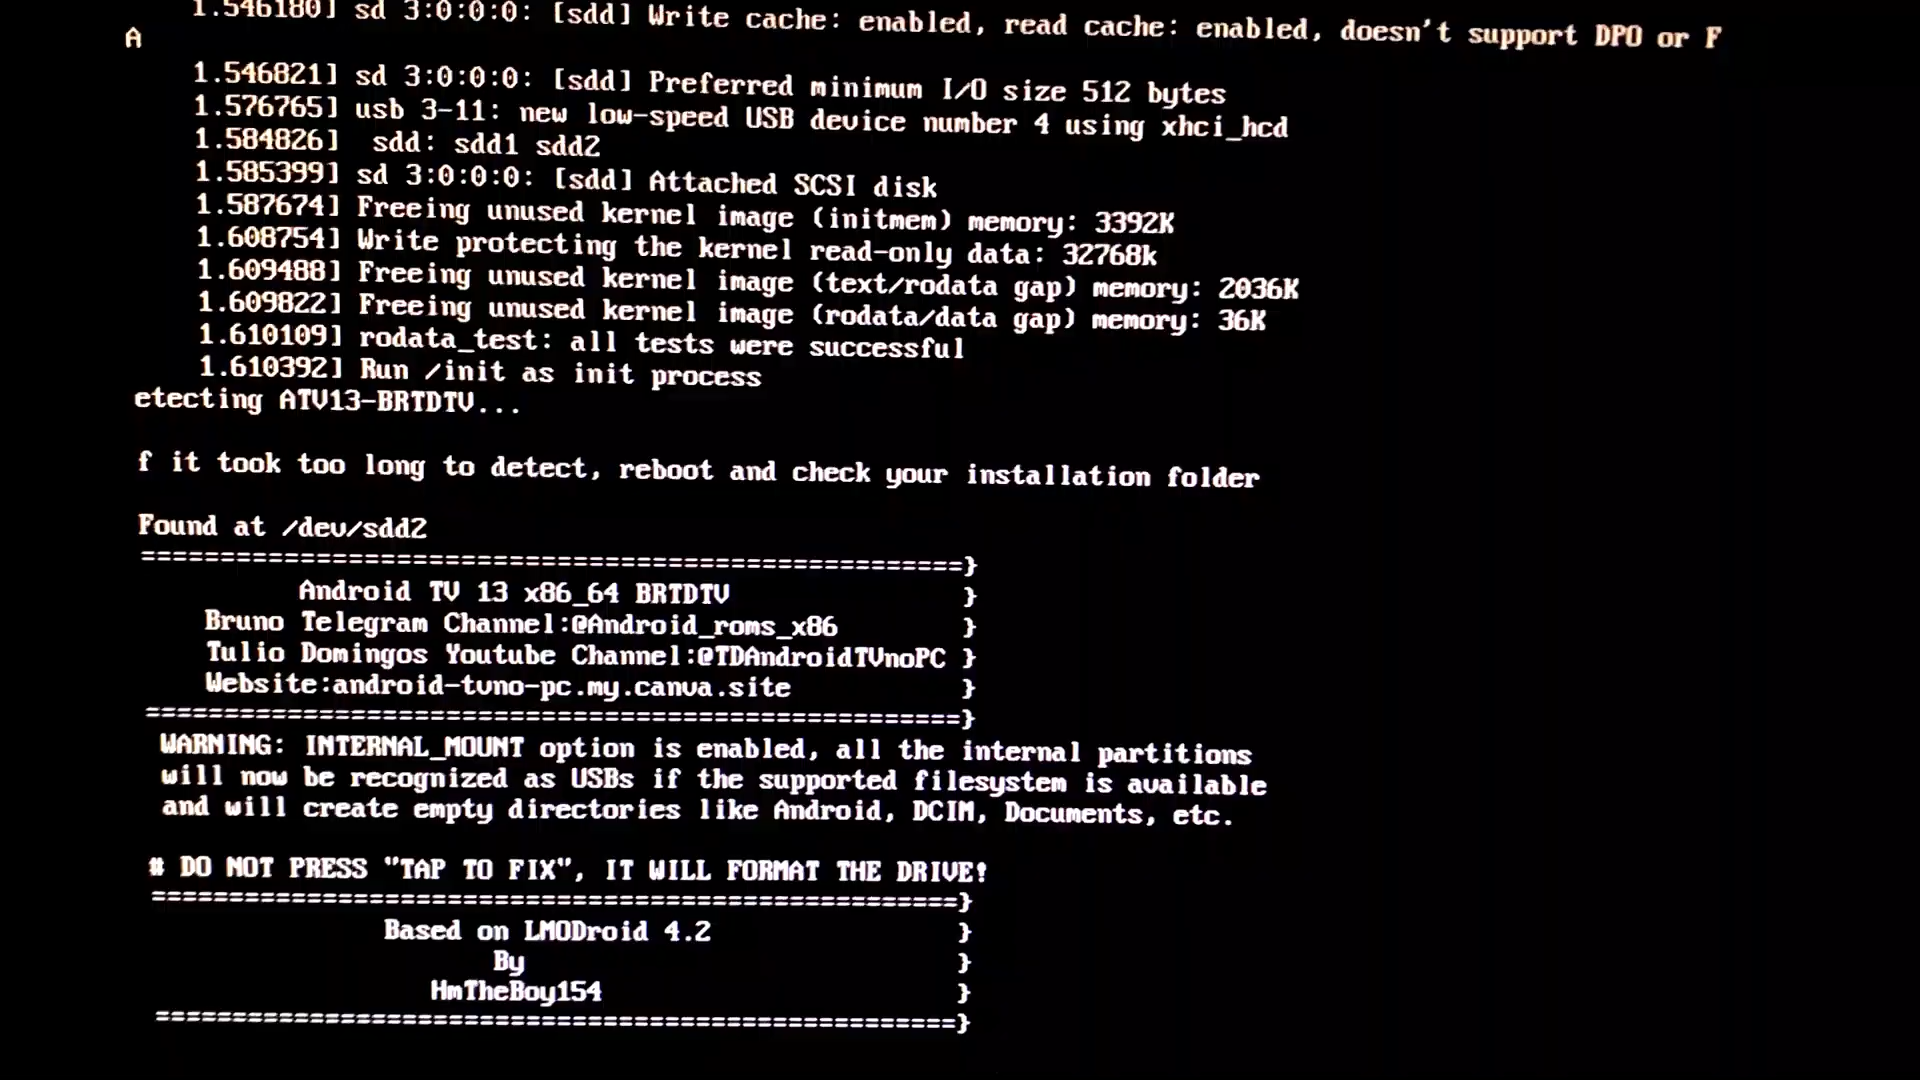 1.546180] sd 3:0:0:0: [sdd] Write cache: enabled, read cache: enabled, doesn't support DPO or F
A
1.546821] sd 3:0:0:0: [sdd] Preferred minimum I/O size 512 bytes
1.576765] usb 3-11: new low-speed USB device number 4 using xhci_hcd
1.584826]  sdd: sdd1 sdd2
1.585399] sd 3:0:0:0: [sdd] Attached SCSI disk
1.587674] Freeing unused kernel image (initmem) memory: 3392K
1.608754] Write protecting the kernel read-only data: 32768k
1.609488] Freeing unused kernel image (text/rodata gap) memory: 2036K
1.609822] Freeing unused kernel image (rodata/data gap) memory: 36K
1.610109] rodata_test: all tests were successful
1.610392] Run /init as init process
etecting ATV13-BRTDTV...
f it took too long to detect, reboot and check your installation folder
Found at /dev/sdd2
====================================================}
Android TV 13 x86_64 BRTDTV }
Bruno Telegram Channel:@Android_roms_x86 }
Tulio Domingos Youtube Channel:@TDAndroidTVnoPC }
Website:android-tvno-pc.my.canva.site }
====================================================}
WARNING: INTERNAL_MOUNT option is enabled, all the internal partitions
will now be recognized as USBs if the supported filesystem is available
and will create empty directories like Android, DCIM, Documents, etc.
# DO NOT PRESS "TAP TO FIX", IT WILL FORMAT THE DRIVE!
====================================================}
Based on LMODroid 4.2 }
By }
HmTheBoy154 }
====================================================}